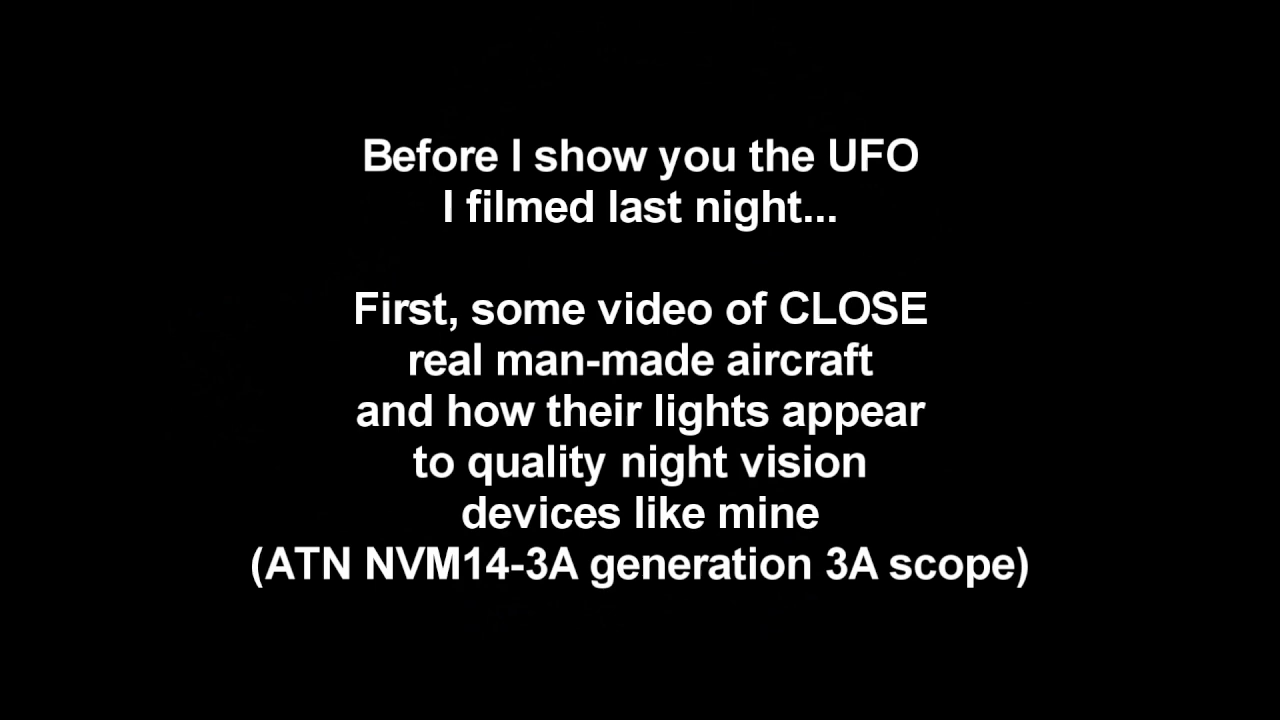 Before I show you the UFO
I filmed last night...
First, some video of CLOSE
real man-made aircraft
and how their lights appear
to quality night vision
devices like mine
(ATN NVM14-3A generation 3A scope)